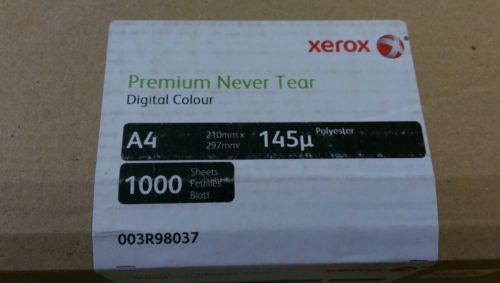 xerox
Premium Never Tear
Digital Colour
A4 210mm x 297mm 145µ Polyester
1000 Sheets Feuilles Blatt
003R98037